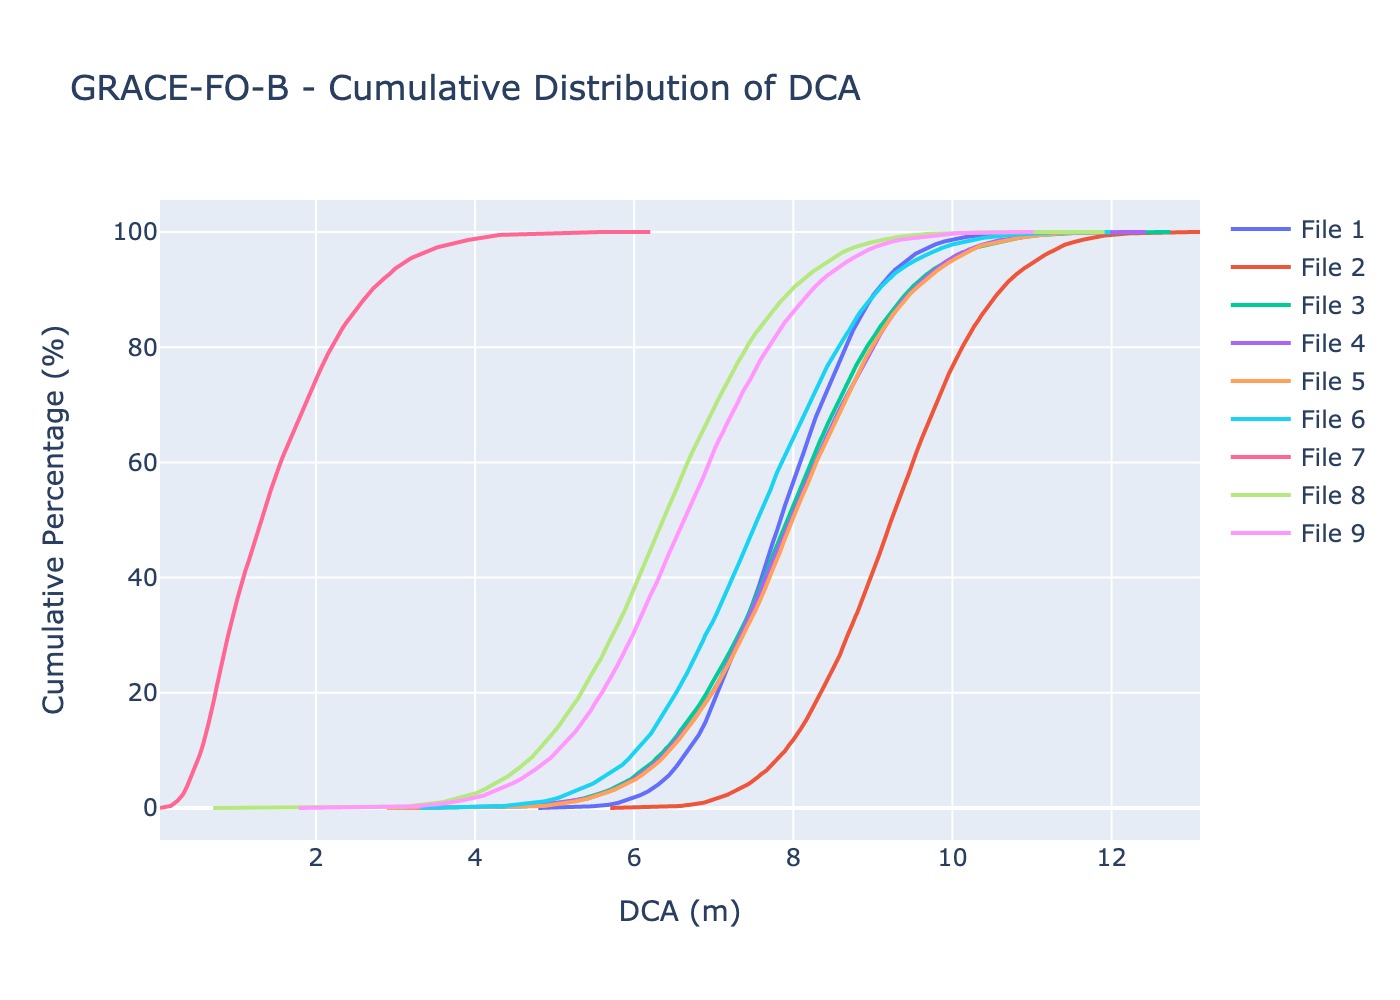 GRACE-FO-B - Cumulative Distribution of DCA
100
80
60
40
20
0
Cumulative Percentage (%)
2 4 6 8 10 12
DCA (m)
File 1
File 2
File 3
File 4
File 5
File 6
File 7
File 8
File 9